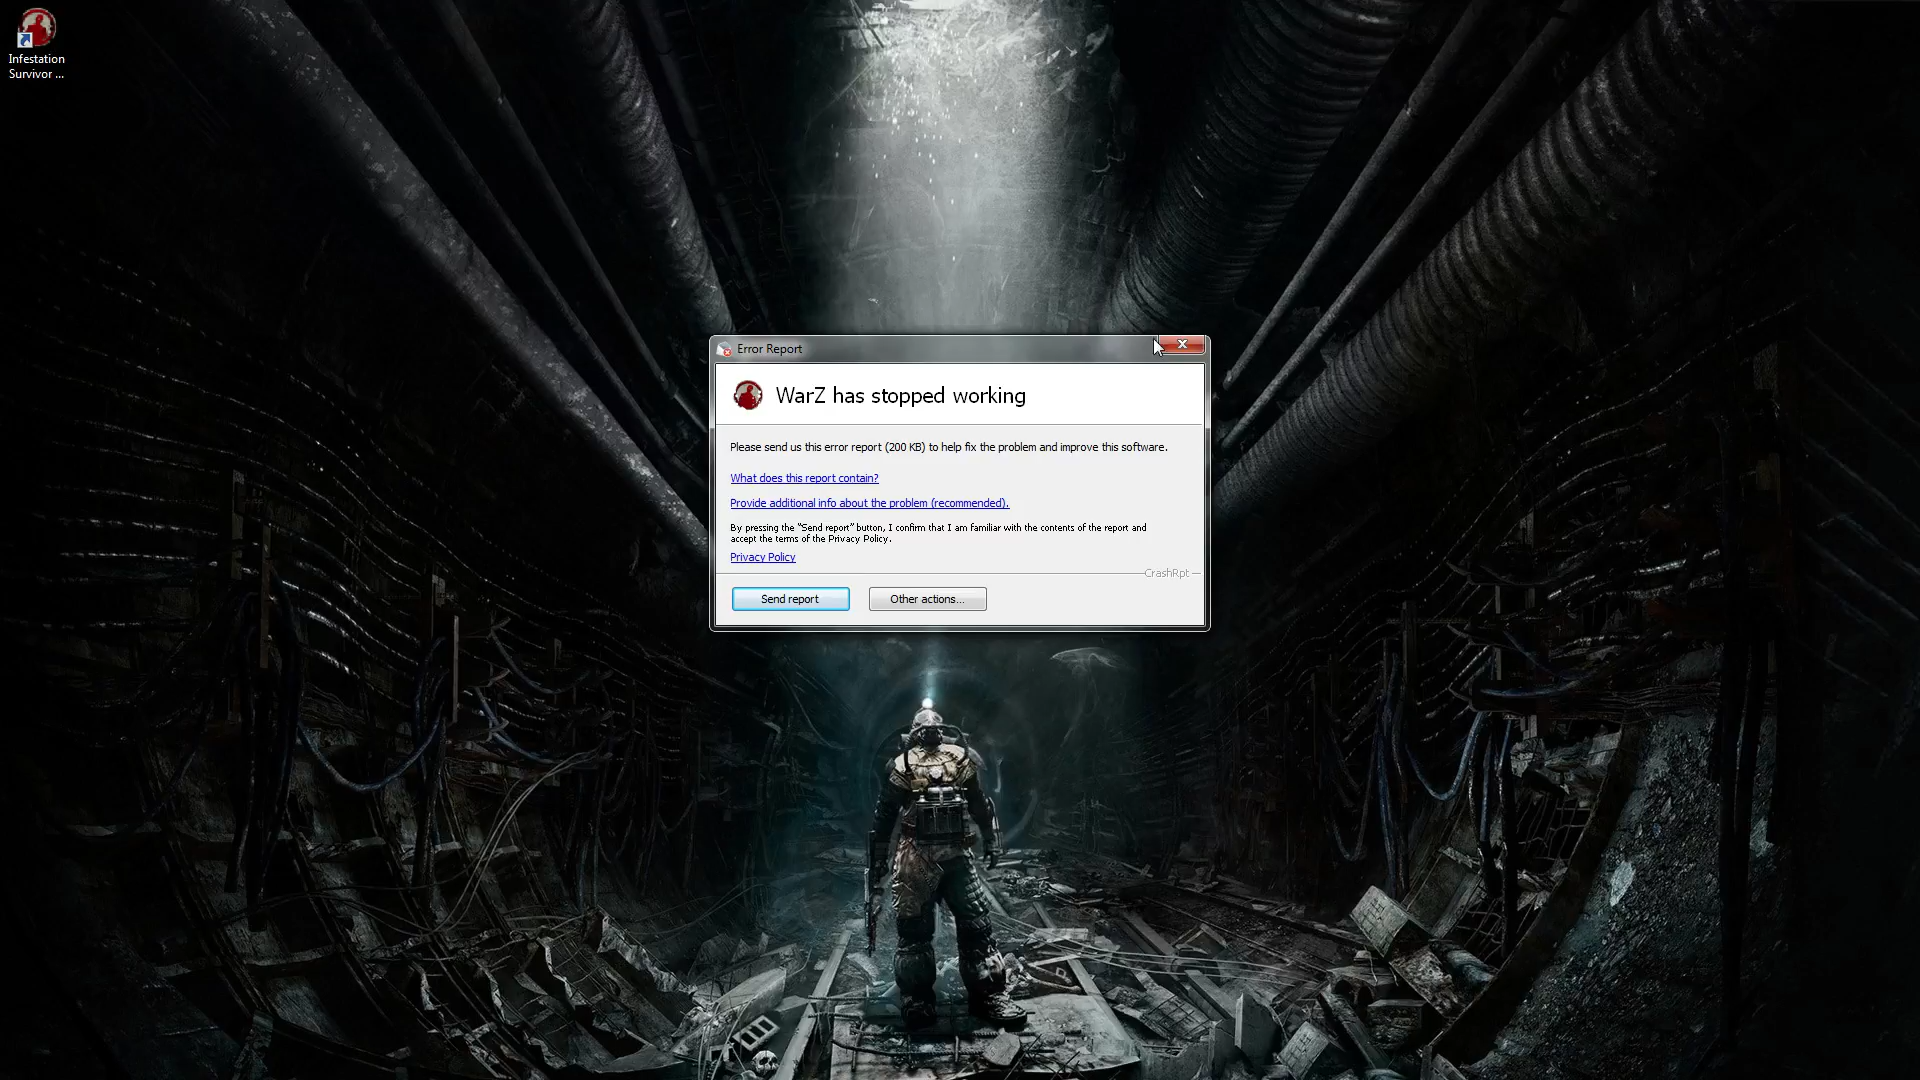 Infestation
Survivor ...
Error Report
WarZ has stopped working
Please send us this error report (200 KB) to help fix the problem and improve this software.
What does this report contain?
Provide additional info about the problem (recommended).
By pressing the "Send report" button, I confirm that I am familiar with the contents of the report and
accept the terms of the Privacy Policy.
Privacy Policy
CrashRpt
Send report
Other actions...